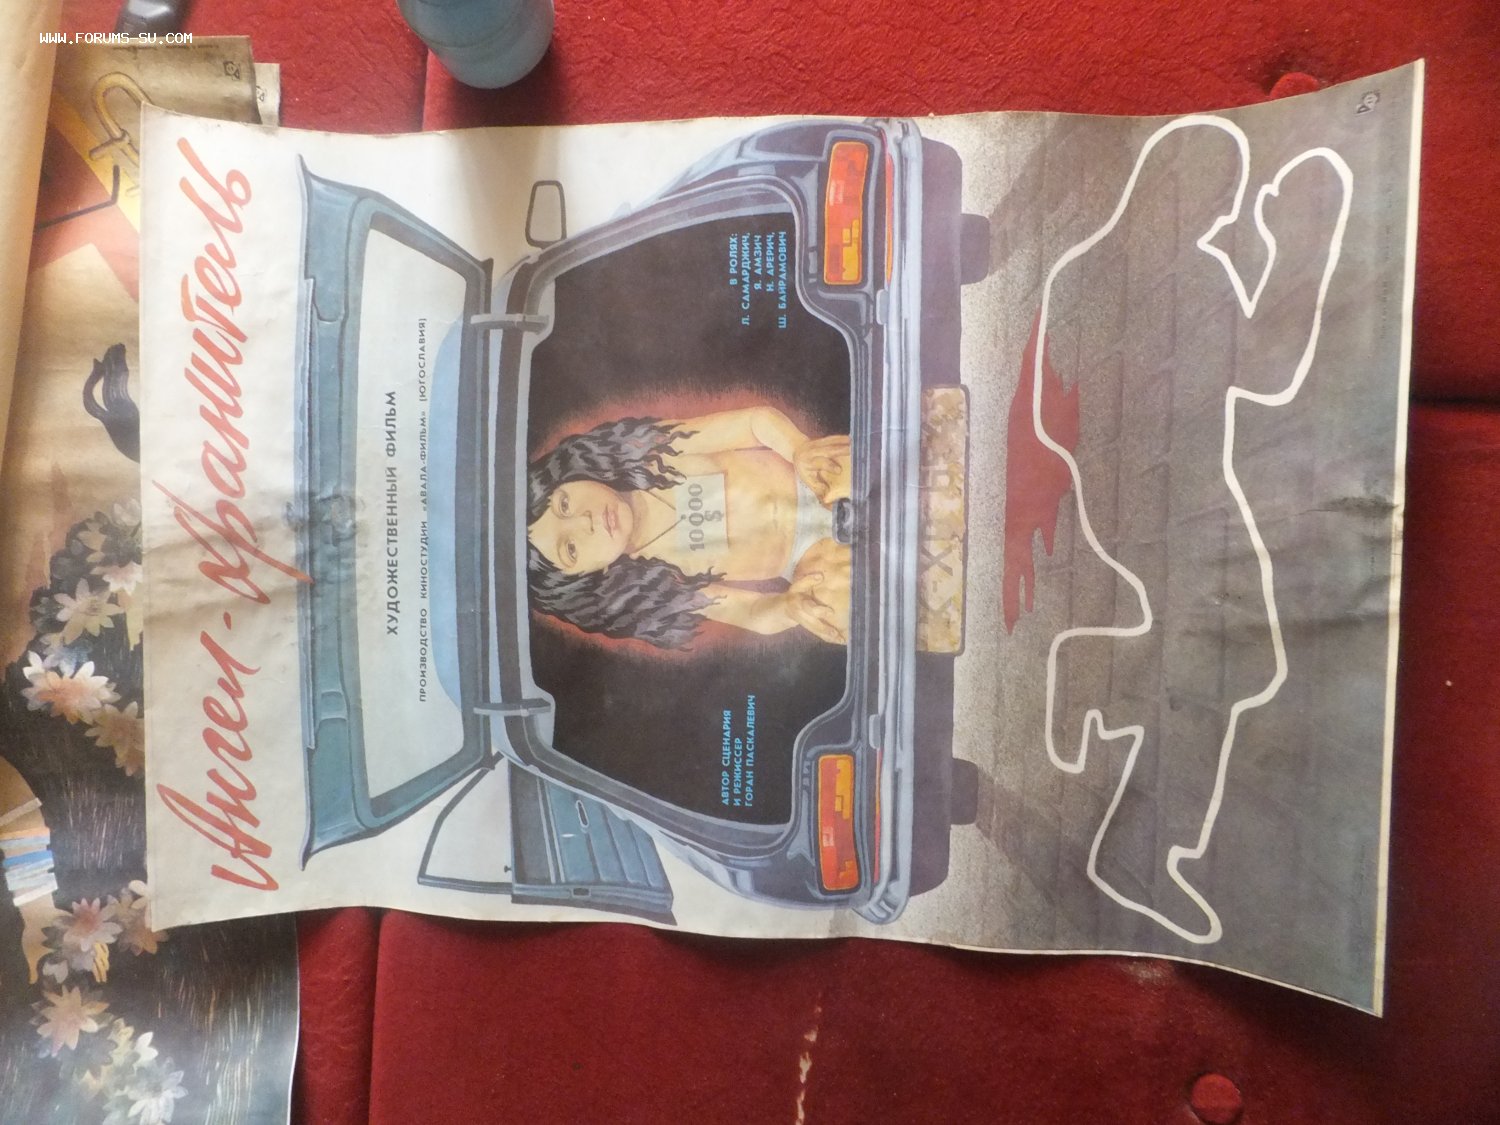 WWW.FORUMS-SU.COM
Ангел-хранитель
ХУДОЖЕСТВЕННЫЙ ФИЛЬМ
ПРОИЗВОДСТВО КИНОСТУДИИ «АВАЛА-ФИЛЬМ» (ЮГОСЛАВИЯ)
АВТОР СЦЕНАРИЯ
И РЕЖИССЕР
ГОРАН ПАСКАЛЕВИЧ
В РОЛЯХ:
Л. САМАРДЖИЧ,
Я. АМЗИЧ
Н. АРЕРИЧ,
Ш. БАЙРАМОВИЧ
10000
$